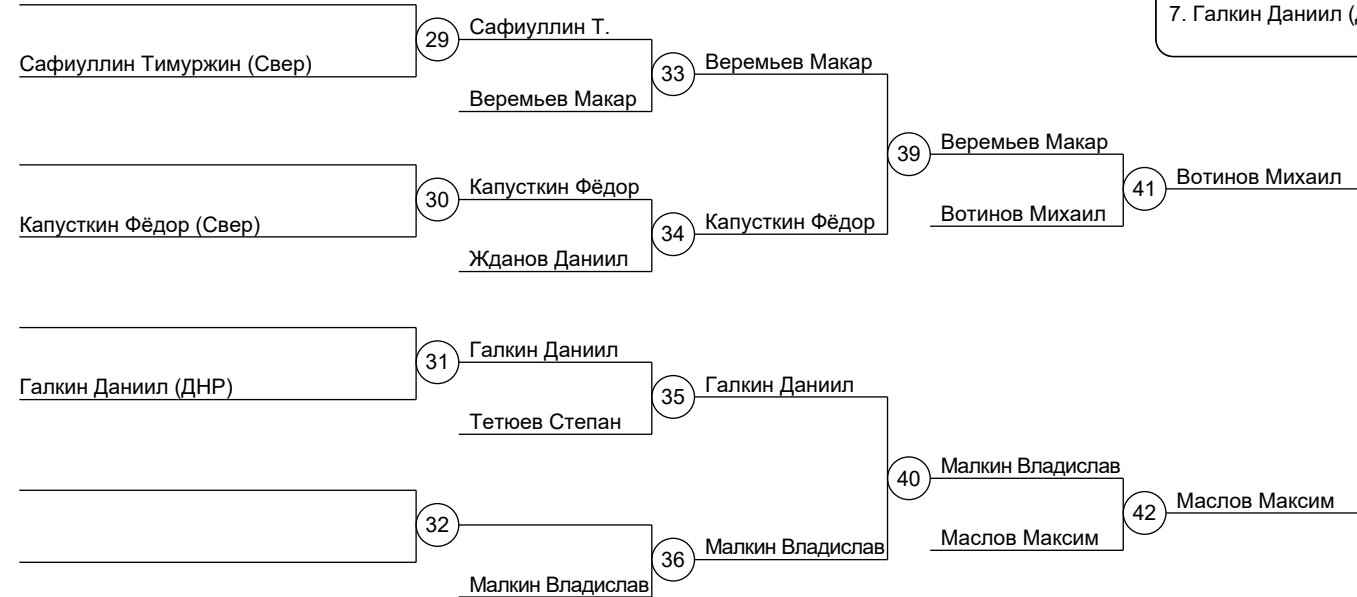 7. Галкин Даниил (
Сафиуллин Т.
29
Сафиуллин Тимуржин (Свер)
Веремьев Макар
33
Веремьев Макар
Веремьев Макар
39
Капусткин Фёдор
Вотинов Михаил
41
30
Капусткин Фёдор (Свер)
Капусткин Фёдор
Вотинов Михаил
34
Жданов Даниил
Галкин Даниил
31
Галкин Даниил (ДНР)
Галкин Даниил
35
Тетюев Степан
Малкин Владислав
40
Маслов Максим
42
32
Малкин Владислав
Маслов Максим
36
Малкин Владислав